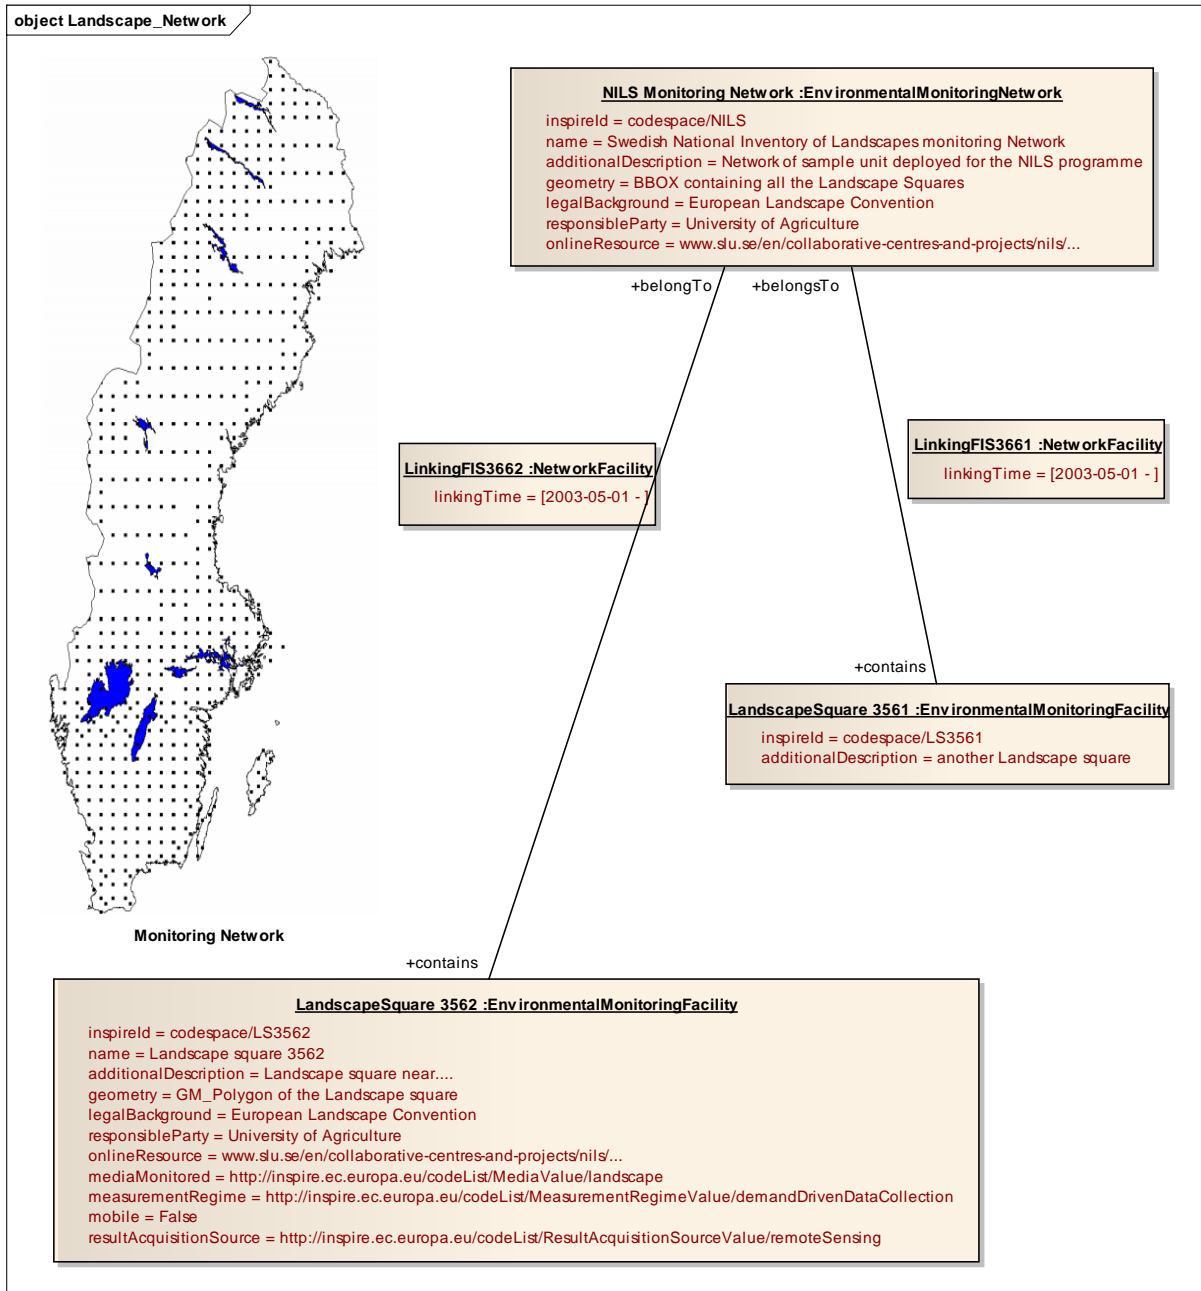 object Landscape_Network
NILS Monitoring Network :EnvironmentalMonitoringNetwork
inspireId = codespace/NILS
name = Swedish National Inventory of Landscapes monitoring Network
additionalDescription = Network of sample unit deployed for the NILS programme
geometry = BBOX containing all the Landscape Squares
legalBackground = European Landscape Convention
responsibleParty = University of Agriculture
onlineResource = www.slu.se/en/collaborative-centres-and-projects/nils/...
+belongTo
+belongsTo
LinkingFIS3662 :NetworkFacility
linkingTime = [2003-05-01 - ]
LinkingFIS3661 :NetworkFacility
linkingTime = [2003-05-01 - ]
+contains
LandscapeSquare 3561 :EnvironmentalMonitoringFacility
inspireId = codespace/LS3561
additionalDescription = another Landscape square
Monitoring Network
+contains
LandscapeSquare 3562 :EnvironmentalMonitoringFacility
inspireId = codespace/LS3562
name = Landscape square 3562
additionalDescription = Landscape square near....
geometry = GM_Polygon of the Landscape square
legalBackground = European Landscape Convention
responsibleParty = University of Agriculture
onlineResource = www.slu.se/en/collaborative-centres-and-projects/nils/...
mediaMonitored = http://inspire.ec.europa.eu/codeList/MediaValue/landscape
measurementRegime = http://inspire.ec.europa.eu/codeList/MeasurementRegimeValue/demandDrivenDataCollection
mobile = False
resultAcquisitionSource = http://inspire.ec.europa.eu/codeList/ResultAcquisitionSourceValue/remoteSensing